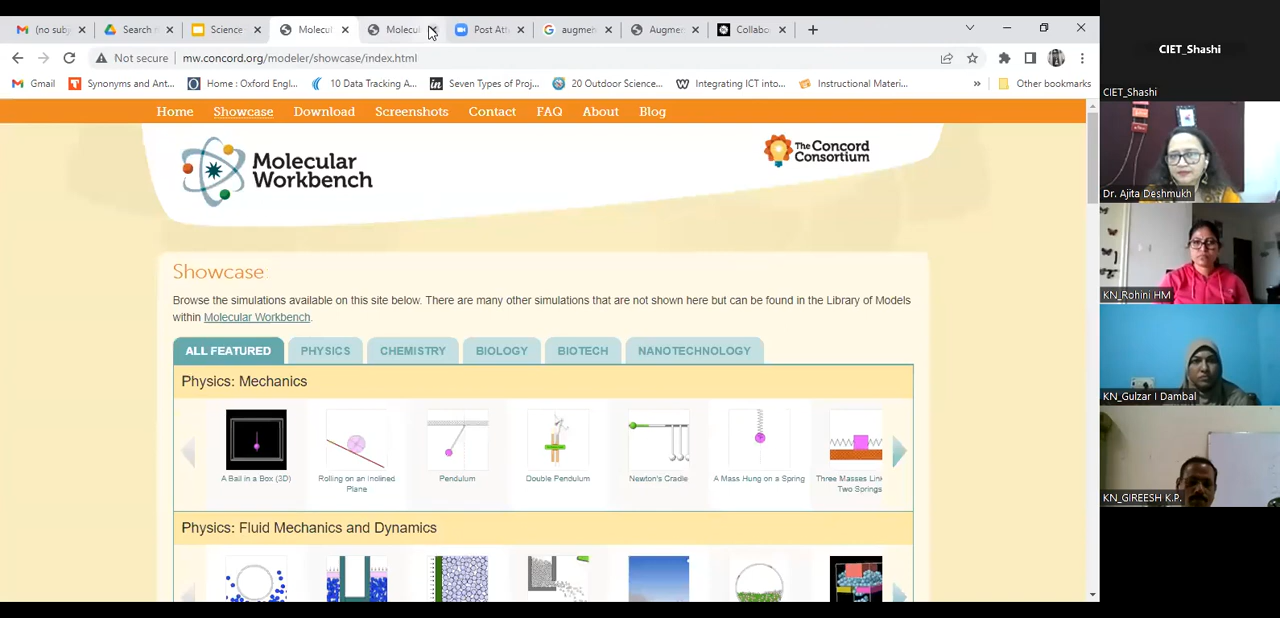 (no sub
Search
Science
Molecul
Molecul
Post Att
augmen
Augmen
Collabo
Not secure
mw.concord.org/modeler/showcase/index.html
Gmail
Synonyms and Ant...
Home : Oxford Engl...
10 Data Tracking A...
Seven Types of Proj...
20 Outdoor Science...
Integrating ICT into...
Instructional Materi...
»
Other bookmarks
Home
Showcase
Download
Screenshots
Contact
FAQ
About
Blog
Molecular
Workbench
The Concord
Consortium
Showcase
Browse the simulations available on this site below. There are many other simulations that are not shown here but can be found in the Library of Models
within Molecular Workbench.
ALL FEATURED
PHYSICS
CHEMISTRY
BIOLOGY
BIOTECH
NANOTECHNOLOGY
Physics: Mechanics
A Ball in a Box (3D)
Rolling on an Inclined
Plane
Pendulum
Double Pendulum
Newton's Cradle
A Mass Hung on a Spring
Three Masses Link
Two Springs
Physics: Fluid Mechanics and Dynamics
CIET_Shashi
CIET_Shashi
Dr. Ajita Deshmukh
KN_Rohini HM
KN_Gulzar I Dambal
KN_GIREESH K.P.